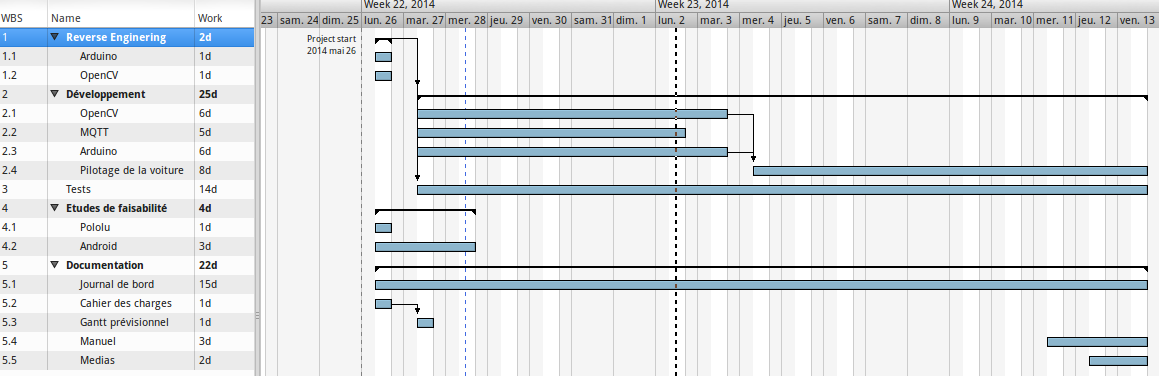 Week 22, 2014 Week 23, 2014 Week 24, 2014
WBS Name Work 23 sam. 24 dim. 25 lun. 26 mar. 27 mer. 28 jeu. 29 ven. 30 sam. 31 dim. 1 lun. 2 mar. 3 mer. 4 jeu. 5 ven. 6 sam. 7 dim. 8 lun. 9 mar. 10 mer. 11 jeu. 12 ven. 13
1 Reverse Enginering 2d Project start
2014 mai 26
1.1 Arduino 1d
1.2 OpenCV 1d
2 Développement 25d
2.1 OpenCV 6d
2.2 MQTT 5d
2.3 Arduino 6d
2.4 Pilotage de la voiture 8d
3 Tests 14d
4 Etudes de faisabilité 4d
4.1 Pololu 1d
4.2 Android 3d
5 Documentation 22d
5.1 Journal de bord 15d
5.2 Cahier des charges 1d
5.3 Gantt prévisionnel 1d
5.4 Manuel 3d
5.5 Medias 2d